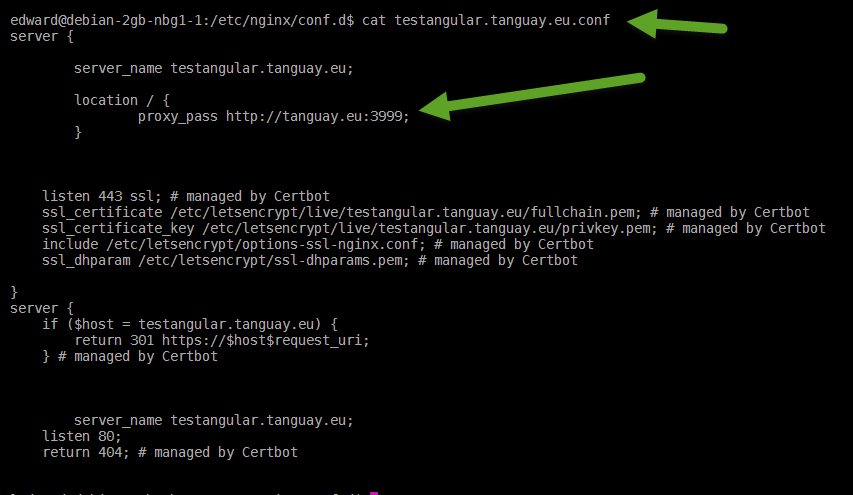 edward@debian-2gb-nbg1-1:/etc/nginx/conf.d$ cat testangular.tanguay.eu.conf
server {
server_name testangular.tanguay.eu;
location / {
proxy_pass http://tanguay.eu:3999;
}
listen 443 ssl; # managed by Certbot
ssl_certificate /etc/letsencrypt/live/testangular.tanguay.eu/fullchain.pem; # managed by Certbot
ssl_certificate_key /etc/letsencrypt/live/testangular.tanguay.eu/privkey.pem; # managed by Certbot
include /etc/letsencrypt/options-ssl-nginx.conf; # managed by Certbot
ssl_dhparam /etc/letsencrypt/ssl-dhparams.pem; # managed by Certbot
}
server {
if ($host = testangular.tanguay.eu) {
return 301 https://$host$request_uri;
} # managed by Certbot
server_name testangular.tanguay.eu;
listen 80;
return 404; # managed by Certbot